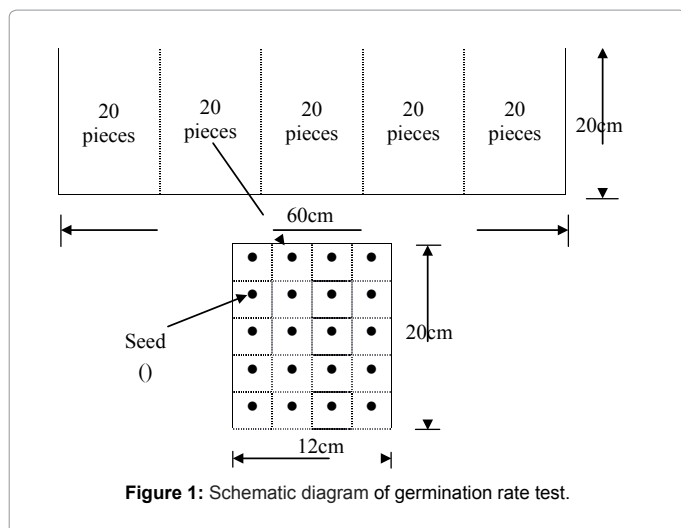 20
pieces
20
pieces
20
pieces
20
pieces
20
pieces
20cm
60cm
Seed
()
20cm
12cm
Figure 1: Schematic diagram of germination rate test.